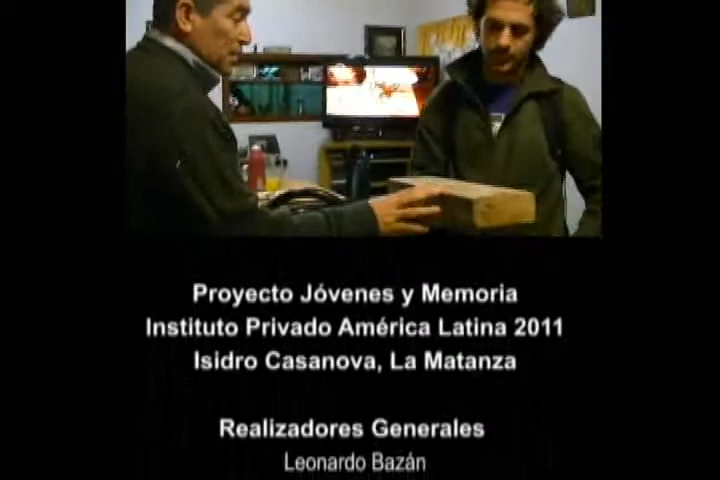 Proyecto Jóvenes y Memoria
Instituto Privado América Latina 2011
Isidro Casanova, La Matanza
Realizadores Generales
Leonardo Bazán